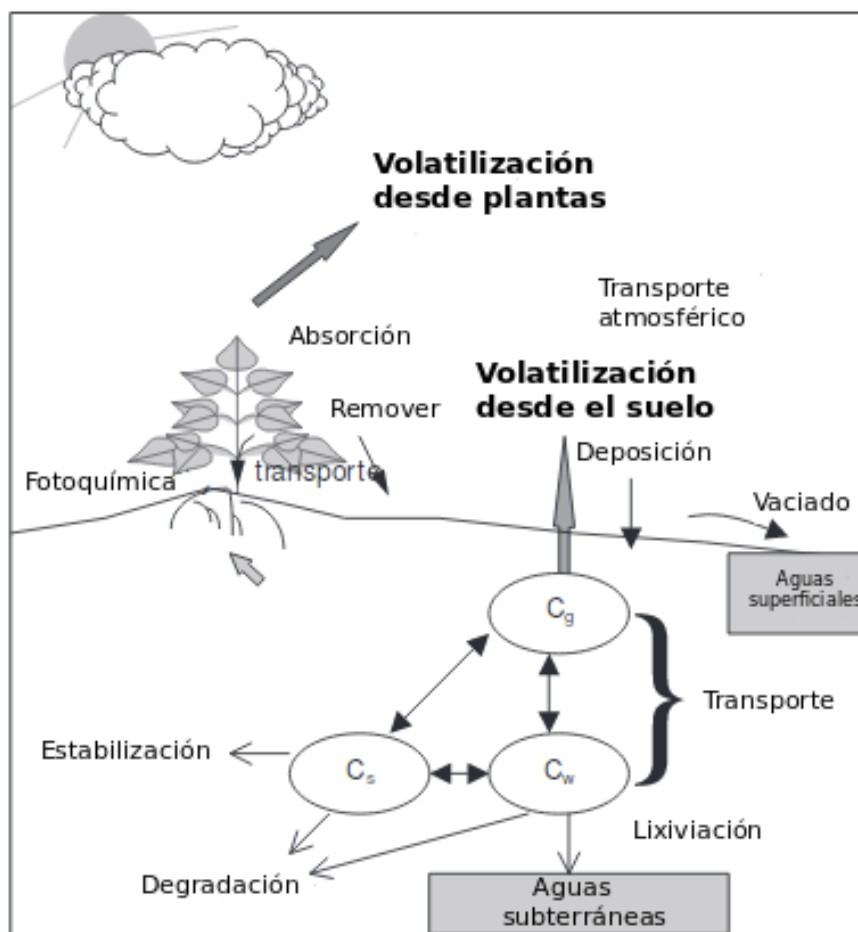 Volatilización
desde plantas
Transporte
atmosférico
Absorción
Volatilización
desde el suelo
Remover
Deposición
transporte
Fotoquímica
Vaciado
Aguas
superficiales
Cg
Transporte
Estabilización
Cs
Cw
Lixiviación
Degradación
Aguas
subterráneas